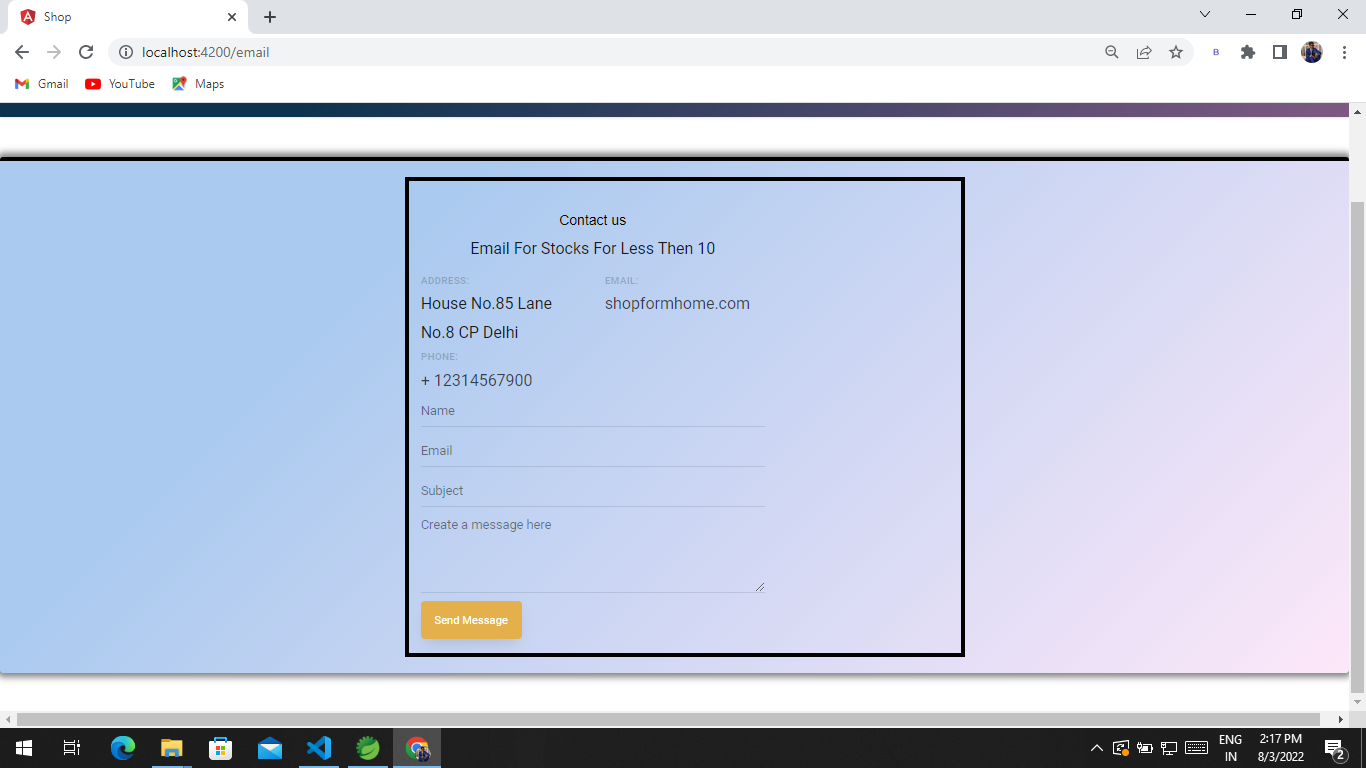 Shop
localhost:4200/email
B
Gmail
YouTube
Maps
Contact us
Email For Stocks For Less Then 10
ADDRESS:
House No.85 Lane
No.8 CP Delhi
EMAIL:
shopformhome.com
PHONE:
+ 12314567900
Name
Email
Subject
Create a message here
Send Message
ENG
IN
2:17 PM
8/3/2022
2